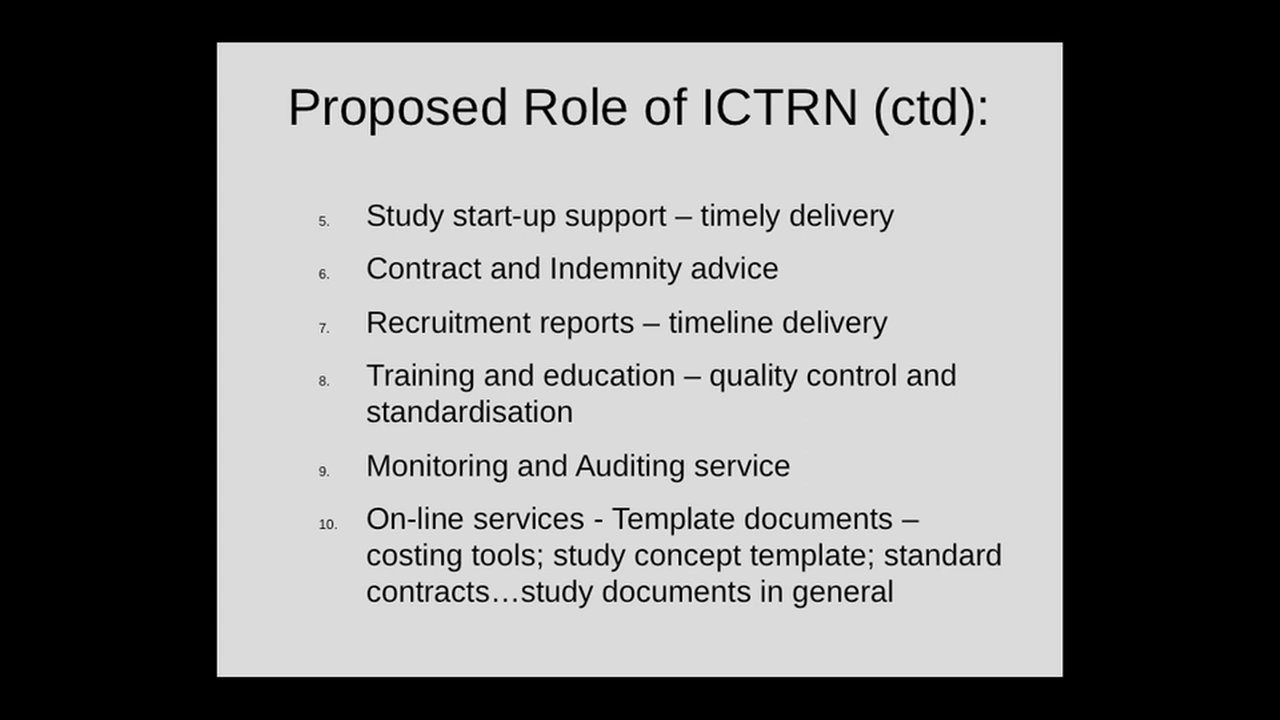 Proposed Role of ICTRN (ctd):
5. Study start-up support – timely delivery
6. Contract and Indemnity advice
7. Recruitment reports – timeline delivery
8. Training and education – quality control and
standardisation
9. Monitoring and Auditing service
10. On-line services - Template documents –
costing tools; study concept template; standard
contracts…study documents in general